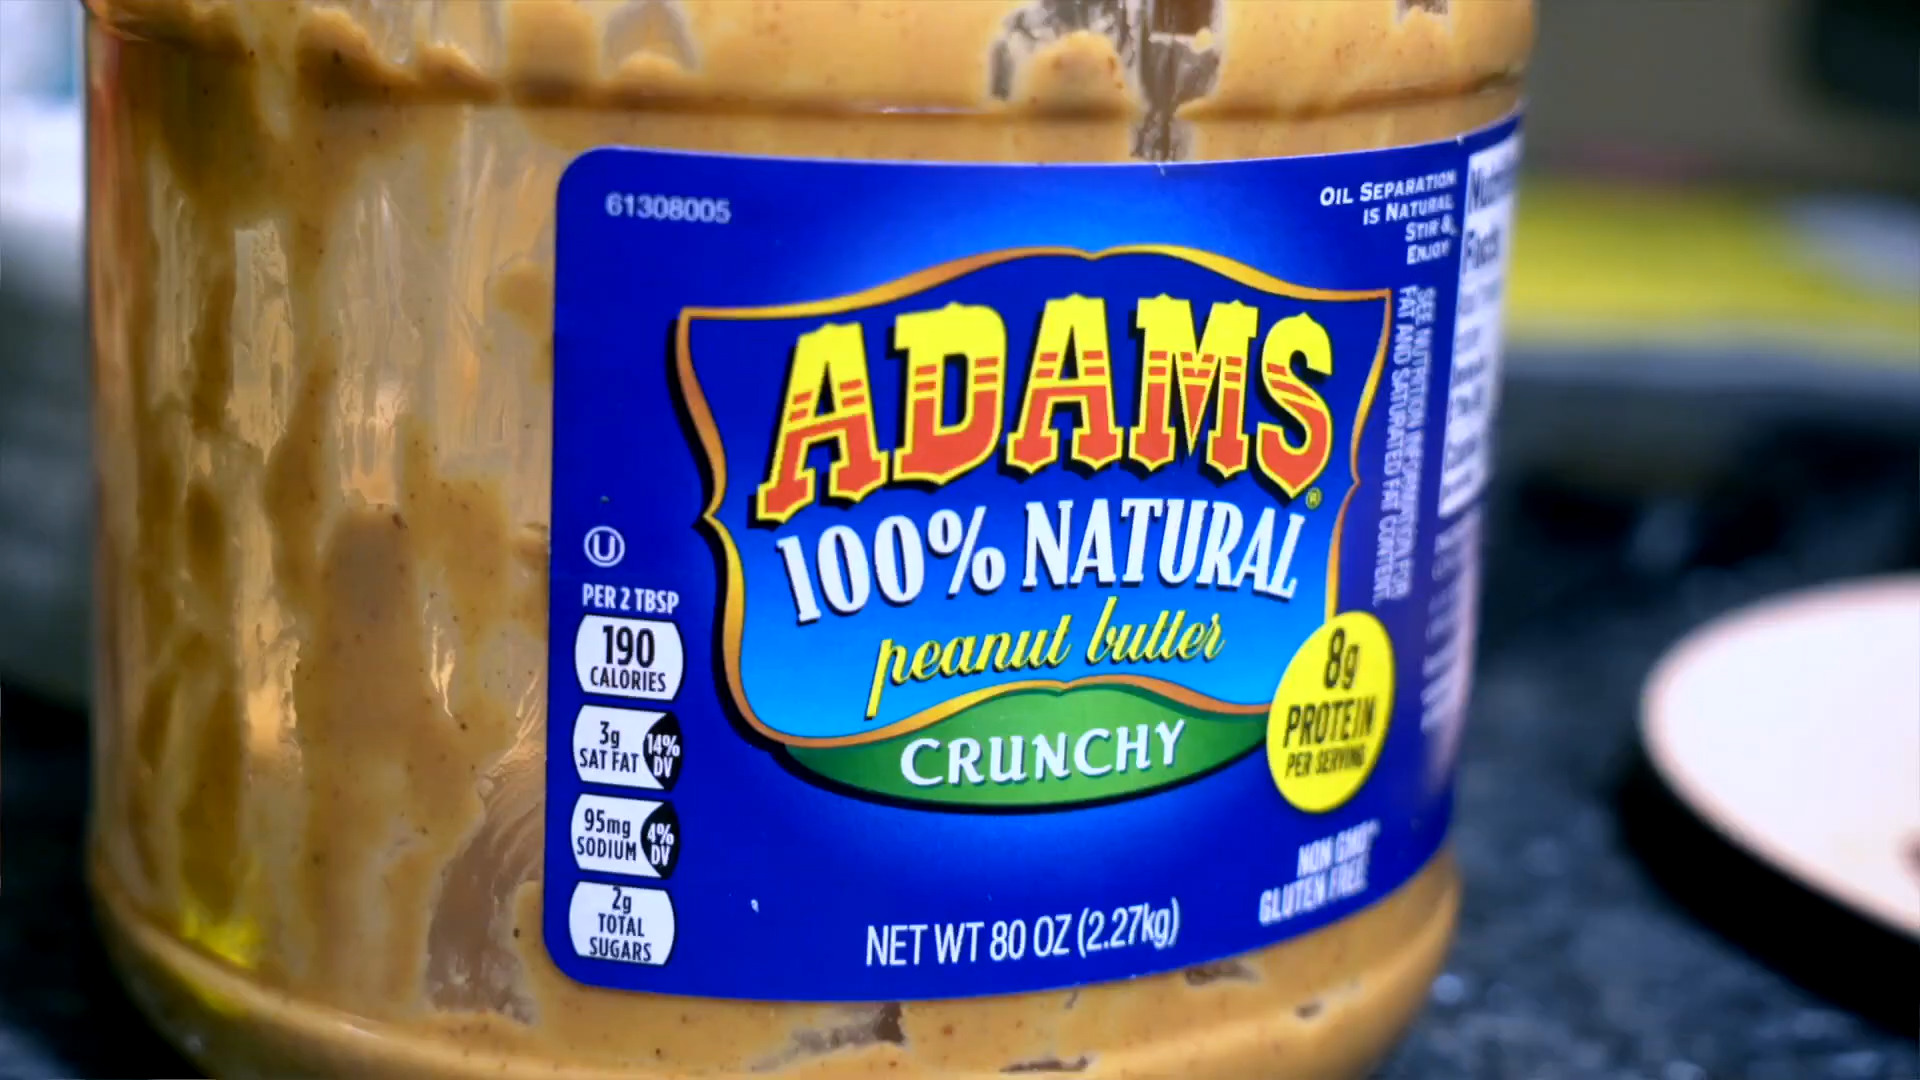 61308005
OIL SEPARATION
IS NATURAL
STIR &
ENJOY
SEE NUTRITION INFORMATION FOR
FAT AND SATURATED FAT CONTENT.
ADAMS®
100% NATURAL
peanut butter
CRUNCHY
8g
PROTEIN
PER SERVING
U
PER 2 TBSP
190
CALORIES
3g
SAT FAT
14%
DV
95mg
SODIUM
4%
DV
2g
TOTAL
SUGARS
NON GMO
GLUTEN FREE
NET WT 80 OZ (2.27kg)